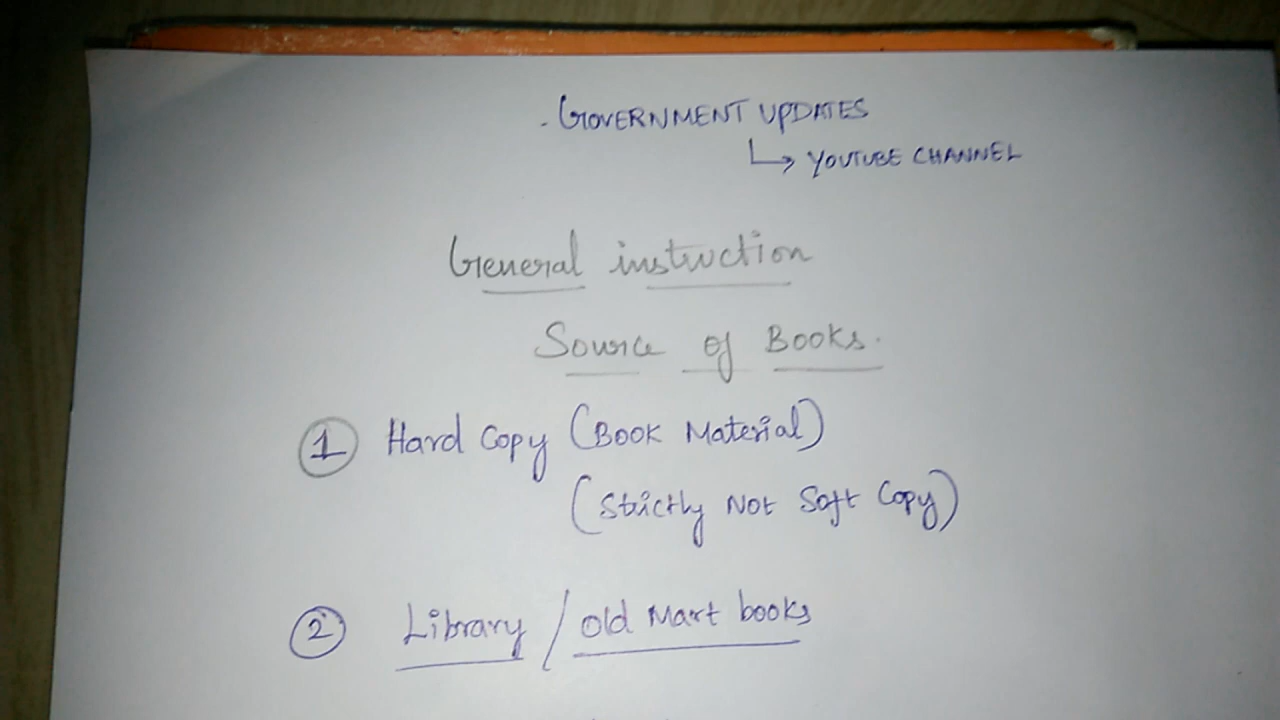 . GOVERNMENT UPDATES
↳ YOUTUBE CHANNEL
General instruction
Source of Books.
① Hard Copy (Book Material)
(Strictly Not Soft Copy)
② Library / old Mart books